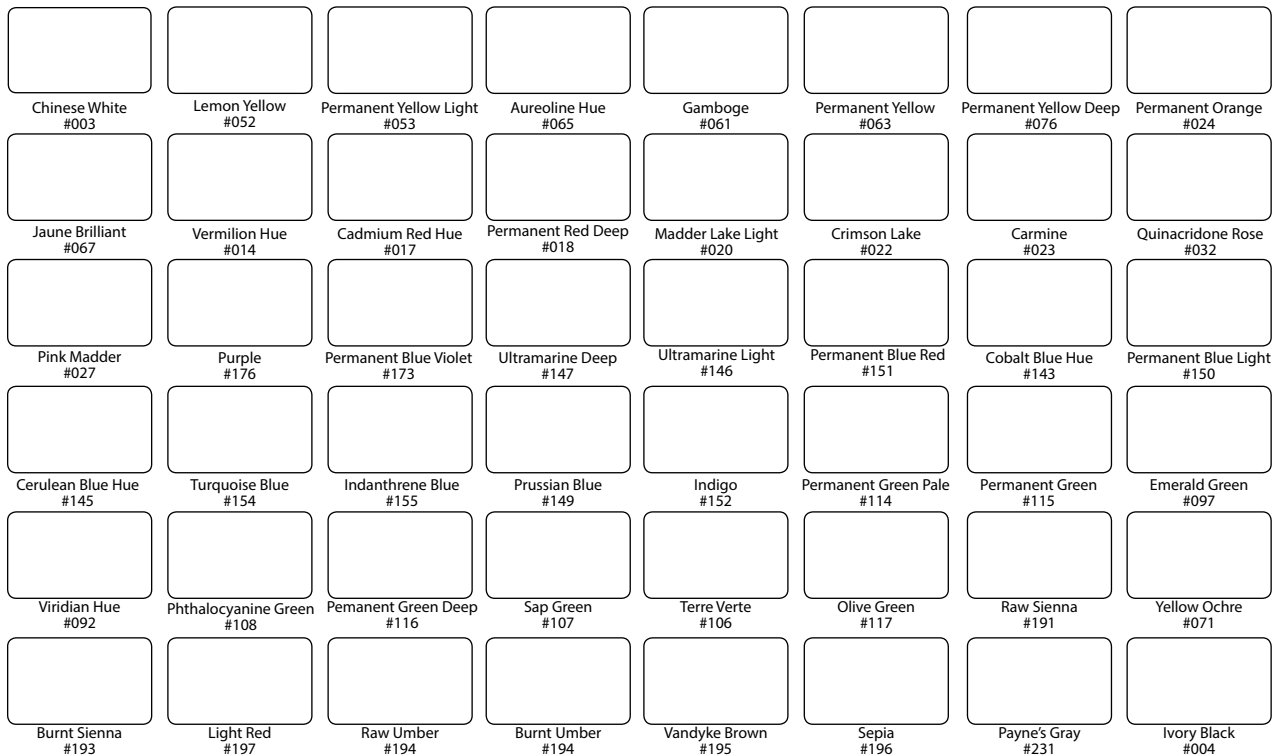 Chinese White
#003
Lemon Yellow
#052
Permanent Yellow Light
#053
Aureoline Hue
#065
Gamboge
#061
Permanent Yellow
#063
Permanent Yellow Deep
#076
Permanent Orange
#024
Jaune Brilliant
#067
Vermilion Hue
#014
Cadmium Red Hue
#017
Permanent Red Deep
#018
Madder Lake Light
#020
Crimson Lake
#022
Carmine
#023
Quinacridone Rose
#032
Pink Madder
#027
Purple
#176
Permanent Blue Violet
#173
Ultramarine Deep
#147
Ultramarine Light
#146
Permanent Blue Red
#151
Cobalt Blue Hue
#143
Permanent Blue Light
#150
Cerulean Blue Hue
#145
Turquoise Blue
#154
Indanthrene Blue
#155
Prussian Blue
#149
Indigo
#152
Permanent Green Pale
#114
Permanent Green
#115
Emerald Green
#097
Viridian Hue
#092
Phthalocyanine Green
#108
Pemanent Green Deep
#116
Sap Green
#107
Terre Verte
#106
Olive Green
#117
Raw Sienna
#191
Yellow Ochre
#071
Burnt Sienna
#193
Light Red
#197
Raw Umber
#194
Burnt Umber
#194
Vandyke Brown
#195
Sepia
#196
Payne's Gray
#231
Ivory Black
#004